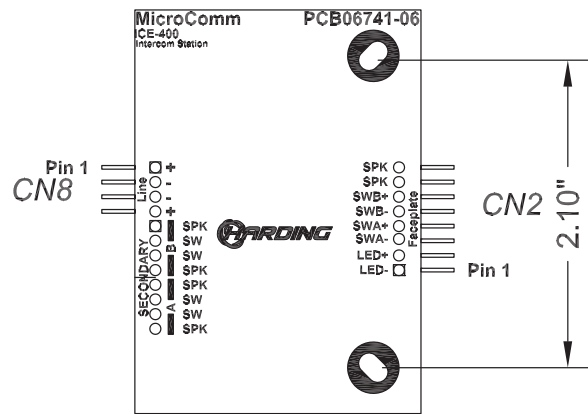 MicroComm PCB06741-06
ICE-400
Intercom Station
Pin 1
CN8
Line
+
-
-
+
SECONDARY
B
A
SPK
SW
SW
SPK
SPK
SW
SW
SPK
HARDING
SPK
SPK
SWB+
SWB-
SWA+
SWA-
LED+
LED-
Faceplate
CN2
Pin 1
2.10"